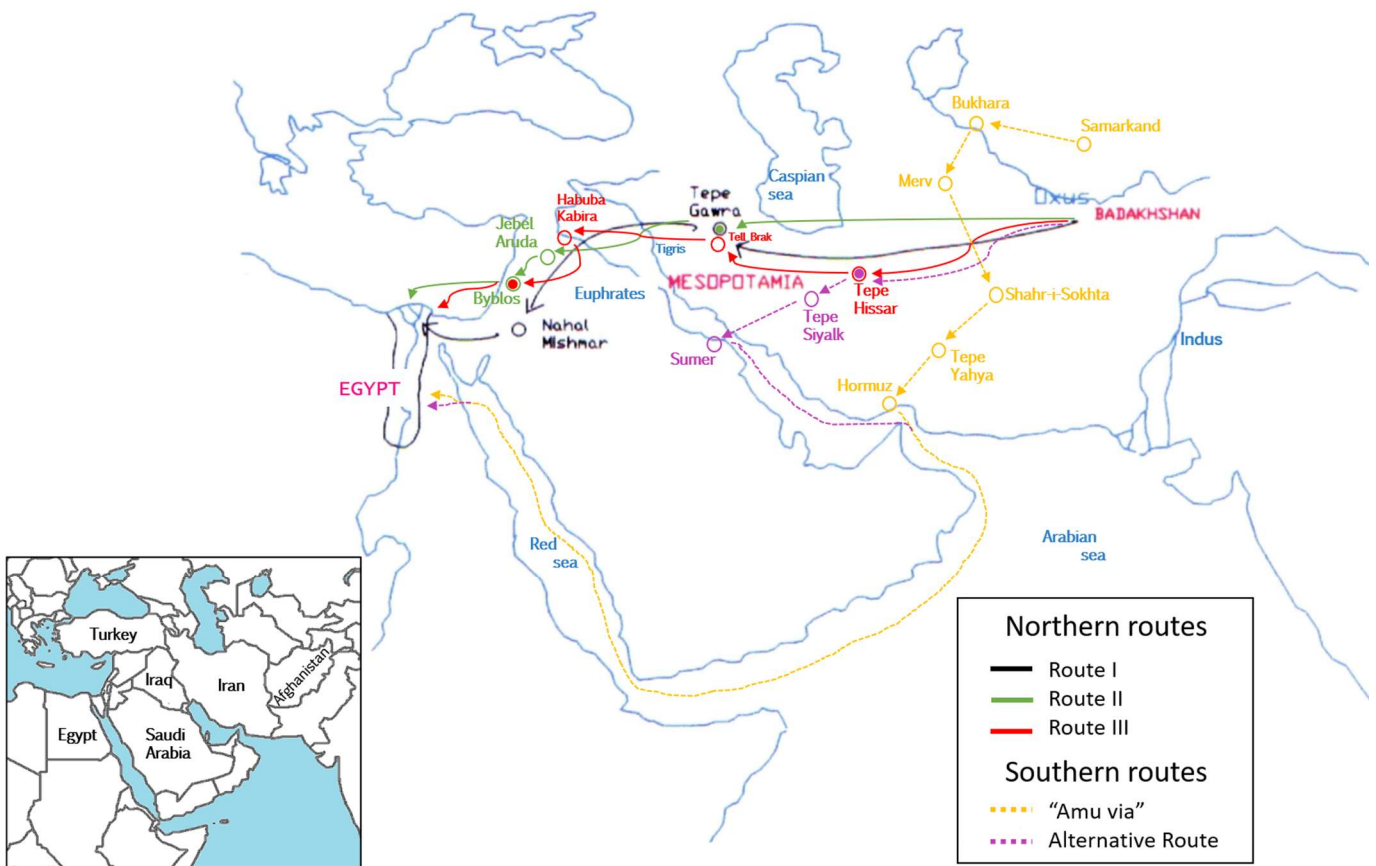 Bukhara
Samarkand
Merv
Caspian
sea
Oxus
BADAKHSHAN
Tepe
Gawra
Habuba
Kabira
Jebel
Aruda
Tell_Brak
Tigris
MESOPOTAMIA
Tepe
Hissar
Byblos
Euphrates
Shahr-i-Sokhta
Tepe
Siyalk
Nahal
Mishmar
Sumer
Indus
Tepe
Yahya
EGYPT
Hormuz
Red
sea
Arabian
sea
Turkey
Iraq
Iran
Afghanistan
Egypt
Saudi
Arabia
Northern routes
Route I
Route II
Route III
Southern routes
“Amu via”
Alternative Route